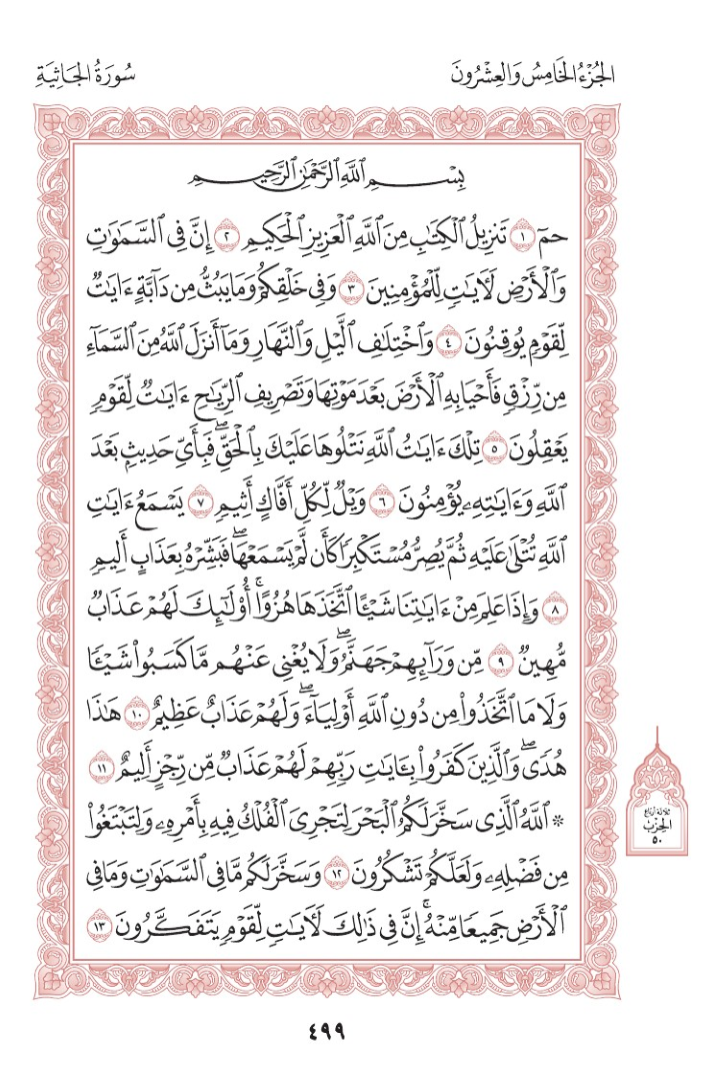 الجُزْءُ الخَامِسُ وَالعِشْرُونَ
سُورَةُ الجَاثِيَةِ
بِسْمِ ٱللَّهِ ٱلرَّحْمَٰنِ ٱلرَّحِيمِ
حمٓ ١ تَنزِيلُ ٱلْكِتَٰبِ مِنَ ٱللَّهِ ٱلْعَزِيزِ ٱلْحَكِيمِ ٢ إِنَّ فِى ٱلسَّمَٰوَٰتِ
وَٱلْأَرْضِ لَأٓيَٰتٍ لِّلْمُؤْمِنِينَ ٣ وَفِى خَلْقِكُمْ وَمَا يَبُثُّ مِن دَآبَّةٍ ءَايَٰتٌ
لِّقَوْمٍ يُوقِنُونَ ٤ وَٱخْتِلَٰفِ ٱلَّيْلِ وَٱلنَّهَارِ وَمَآ أَنزَلَ ٱللَّهُ مِنَ ٱلسَّمَآءِ
مِن رِّزْقٍ فَأَحْيَا بِهِ ٱلْأَرْضَ بَعْدَ مَوْتِهَا وَتَصْرِيفِ ٱلرِّيَٰحِ ءَايَٰتٌ لِّقَوْمٍ
يَعْقِلُونَ ٥ تِلْكَ ءَايَٰتُ ٱللَّهِ نَتْلُوهَا عَلَيْكَ بِٱلْحَقِّ ۖ فَبِأَىِّ حَدِيثٍۭ بَعْدَ
ٱللَّهِ وَءَايَٰتِهِۦ يُؤْمِنُونَ ٦ وَيْلٌ لِّكُلِّ أَفَّاكٍ أَثِيمٍ ٧ يَسْمَعُ ءَايَٰتِ
ٱللَّهِ تُتْلَىٰ عَلَيْهِ ثُمَّ يُصِرُّ مُسْتَكْبِرًا كَأَن لَّمْ يَسْمَعْهَا ۖ فَبَشِّرْهُ بِعَذَابٍ أَلِيمٍ
٨ وَإِذَا عَلِمَ مِنْ ءَايَٰتِنَا شَيْـًٔا ٱتَّخَذَهَا هُزُوًا ۚ أُو۟لَٰٓئِكَ لَهُمْ عَذَابٌ
مُّهِينٌ ٩ مِّن وَرَآئِهِمْ جَهَنَّمُ ۖ وَلَا يُغْنِى عَنْهُم مَّا كَسَبُوا۟ شَيْـًٔا
وَلَا مَا ٱتَّخَذُوا۟ مِن دُونِ ٱللَّهِ أَوْلِيَآءَ ۖ وَلَهُمْ عَذَابٌ عَظِيمٌ ١٠ هَٰذَا
هُدًى ۖ وَٱلَّذِينَ كَفَرُوا۟ بِـَٔايَٰتِ رَبِّهِمْ لَهُمْ عَذَابٌ مِّن رِّجْزٍ أَلِيمٌ ١١
۞ ٱللَّهُ ٱلَّذِى سَخَّرَ لَكُمُ ٱلْبَحْرَ لِتَجْرِىَ ٱلْفُلْكُ فِيهِ بِأَمْرِهِۦ وَلِتَبْتَغُوا۟
مِن فَضْلِهِۦ وَلَعَلَّكُمْ تَشْكُرُونَ ١٢ وَسَخَّرَ لَكُم مَّا فِى ٱلسَّمَٰوَٰتِ وَمَا فِى
ٱلْأَرْضِ جَمِيعًا مِّنْهُ ۚ إِنَّ فِى ذَٰلِكَ لَأٓيَٰتٍ لِّقَوْمٍ يَتَفَكَّرُونَ ١٣
ثلاثة أرباع
الحزب
٥٠
٤٩٩